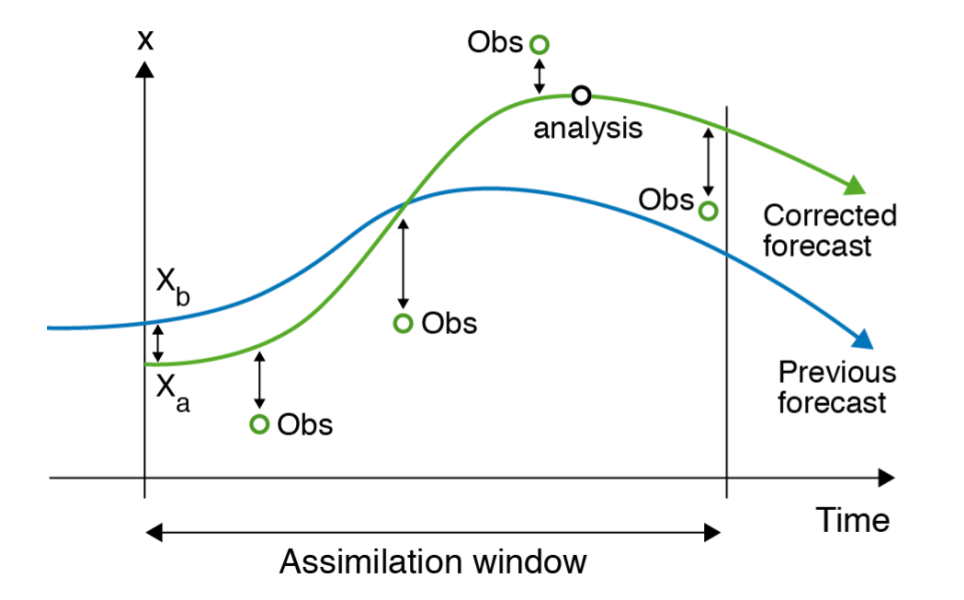 x
Obs
analysis
Obs
Corrected
forecast
Xb
Obs
Xa
Previous
forecast
Obs
Time
Assimilation window